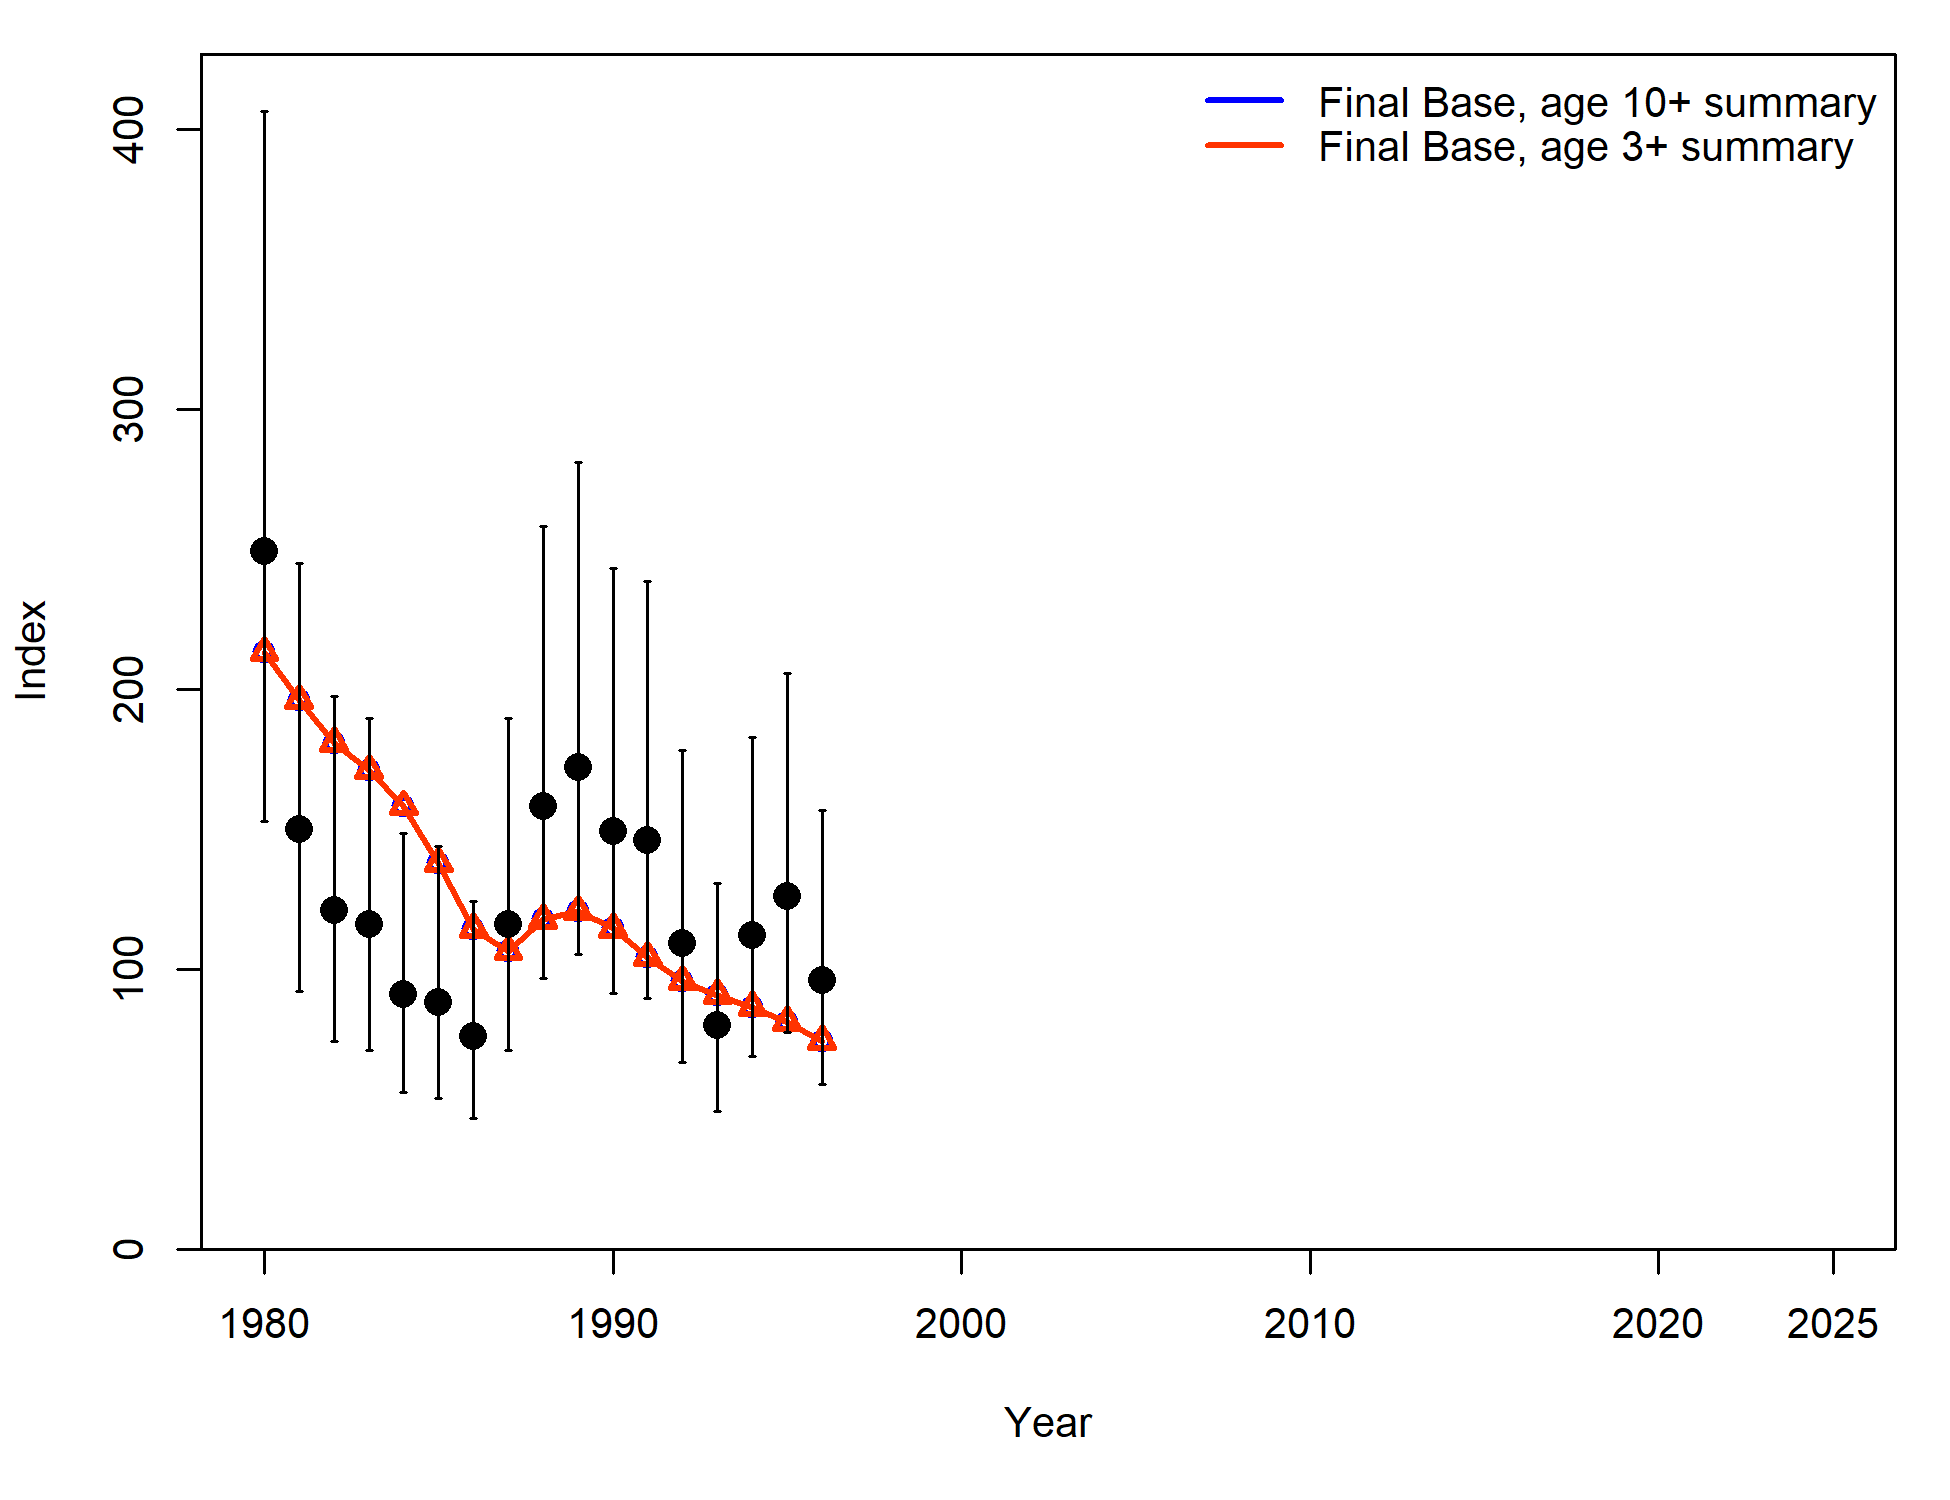 Final Base, age 10+ summary
Final Base, age 3+ summary
400
300
200
100
0
Index
1980 1990 2000 2010 2020 2025
Year